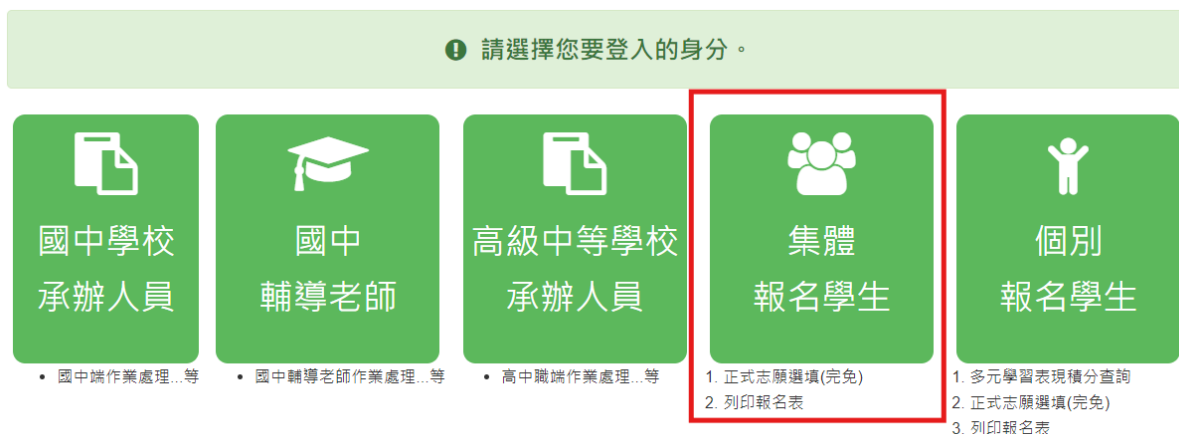 請選擇您要登入的身分。
國中學校
承辦人員
國中
輔導老師
高級中等學校
承辦人員
集體
報名學生
個別
報名學生
• 國中端作業處理...等
• 國中輔導老師作業處理...等
• 高中職端作業處理...等
1. 正式志願選填(完免)
2. 列印報名表
1. 多元學習表現積分查詢
2. 正式志願選填(完免)
3. 列印報名表